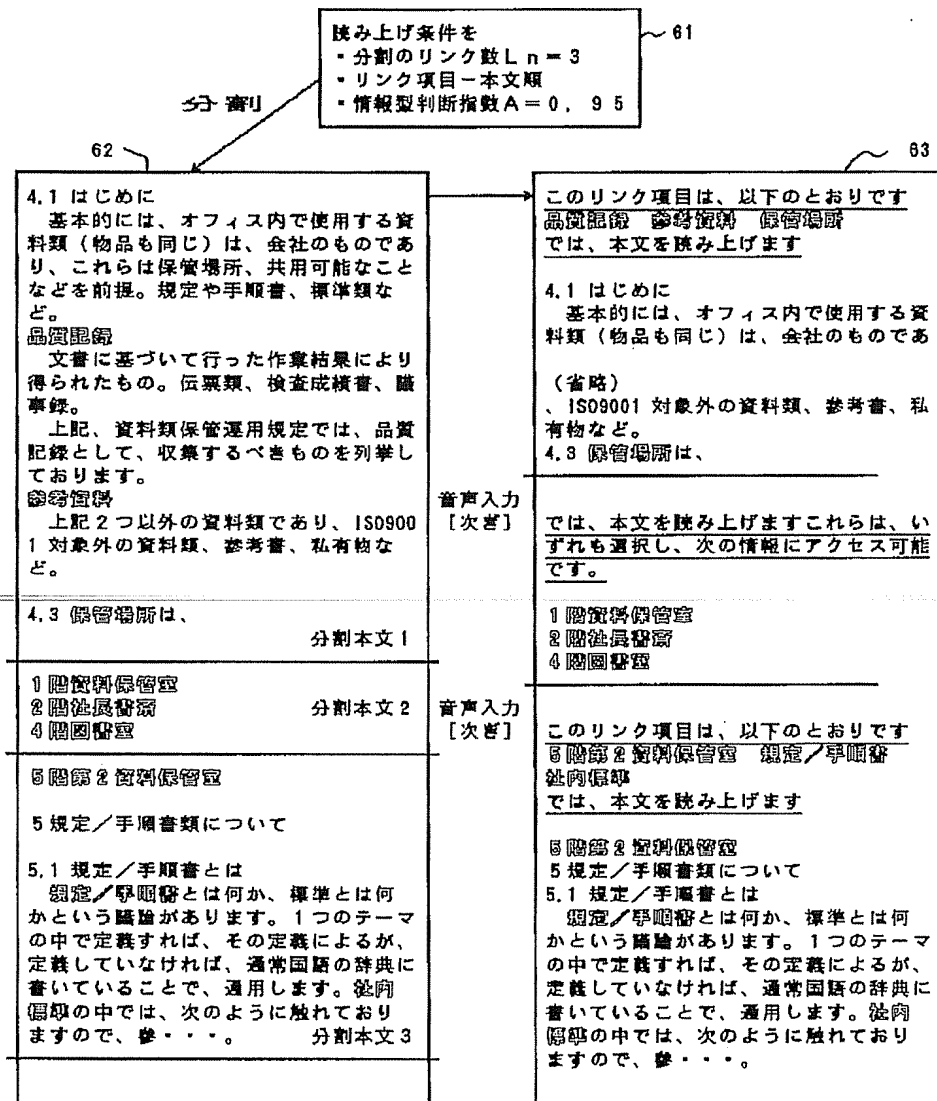 読み上げ条件を
・分割のリンク数Ln＝3
・リンク項目－本文順
・情報型判断指数A＝0，95
61
分割
62
4.1 はじめに
基本的には、オフィス内で使用する資
料類（物品も同じ）は、会社のものであ
り、これらは保管場所、共用可能なこと
などを前提。規定や手順書、標準類な
ど。
品質記録
文書に基づいて行った作業結果により
得られたもの。伝票類、検査成績書、議
事録。
上記、資料類保管運用規定では、品質
記録として、収集するべきものを列挙し
ております。
参考資料
上記２つ以外の資料類であり、ISO900
1 対象外の資料類、参考書、私有物な
ど。
4.3 保管場所は、
分割本文１
１階資料保管室
２階社長書斎
分割本文２
４階図書室
５階第２資料保管室
5 規定／手順書類について
5.1 規定／手順書とは
規定／手順書とは何か、標準とは何
かという議論があります。１つのテーマ
の中で定義すれば、その定義によるが、
定義していなければ、通常国語の辞典に
書いていることで、通用します。社内
標準の中では、次のように触れており
ますので、参・・・。
分割本文３
音声入力
［次ぎ］
音声入力
［次ぎ］
63
このリンク項目は、以下のとおりです
品質記録　参考資料　保管場所
では、本文を読み上げます
4.1 はじめに
基本的には、オフィス内で使用する資
料類（物品も同じ）は、会社のものであ
（省略）
、ISO9001 対象外の資料類、参考書、私
有物など。
4.3 保管場所は、
では、本文を読み上げますこれらは、い
ずれも選択し、次の情報にアクセス可能
です。
１階資料保管室
２階社長書斎
４階図書室
このリンク項目は、以下のとおりです
５階第２資料保管室　規定／手順書
社内標準
では、本文を読み上げます
５階第２資料保管室
5 規定／手順書類について
5.1 規定／手順書とは
規定／手順書とは何か、標準とは何
かという議論があります。１つのテーマ
の中で定義すれば、その定義によるが、
定義していなければ、通常国語の辞典に
書いていることで、通用します。社内
標準の中では、次のように触れており
ますので、参・・・。